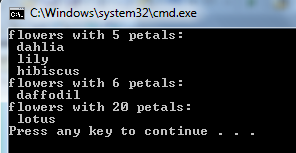 C:\Windows\system32\cmd.exe
flowers with 5 petals:
 dahlia
 lily
 hibiscus
flowers with 6 petals:
 daffodil
flowers with 20 petals:
 lotus
Press any key to continue . . .